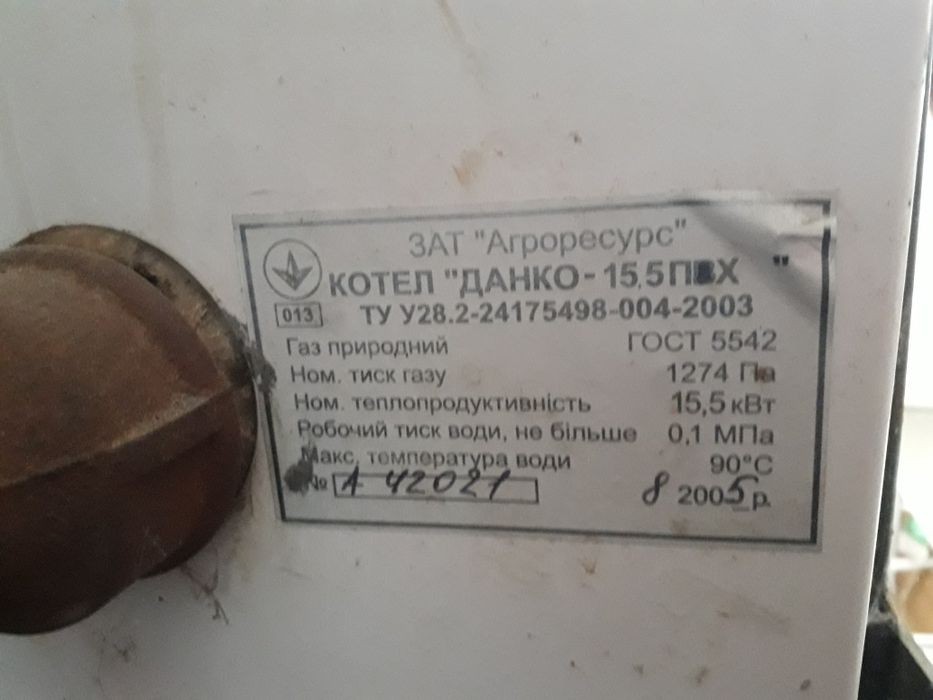 ЗАТ "Агроресурс"
КОТЕЛ "ДАНКО-15,5ПВХ "
013 ТУ У28.2-24175498-004-2003
Газ природний ГОСТ 5542
Ном. тиск газу 1274 Па
Ном. теплопродуктивність 15,5 кВт
Робочий тиск води, не більше 0,1 МПа
Макс. температура води 90°С
№ 1 42021 8 2005 р.